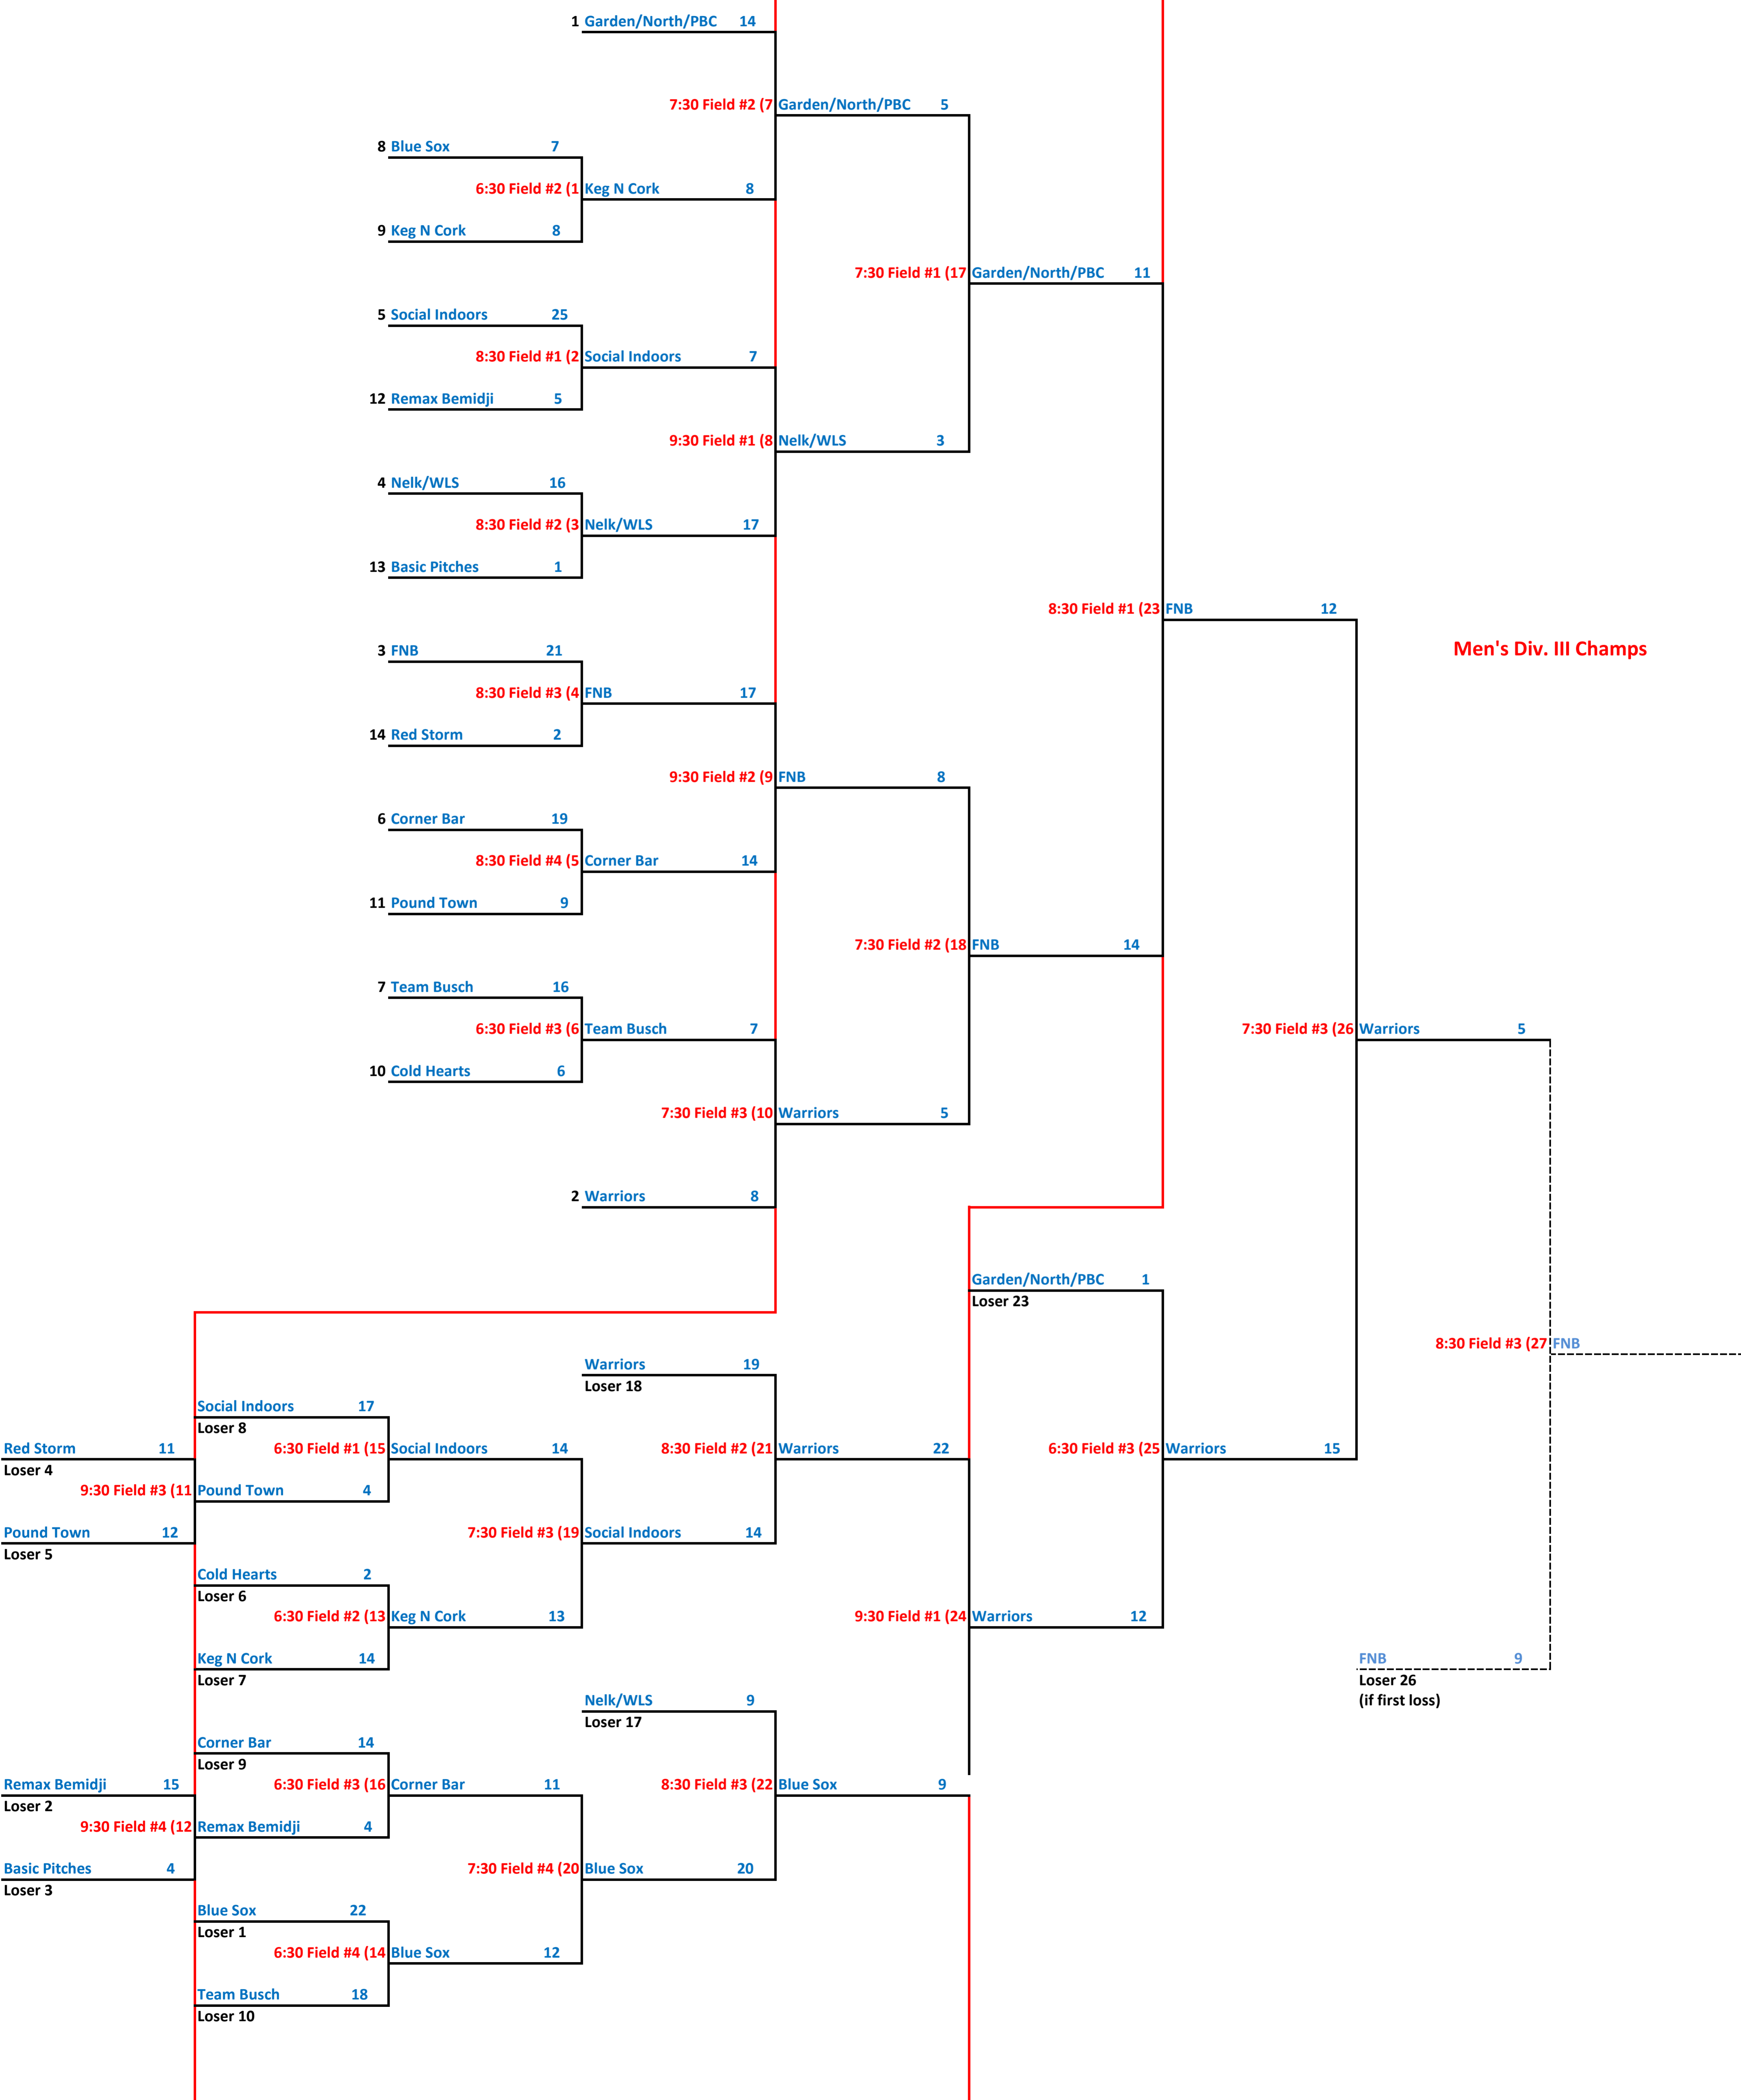 1 Garden/North/PBC 14
7:30 Field #2 (7 Garden/North/PBC 5
8 Blue Sox 7
6:30 Field #2 (1 Keg N Cork 8
9 Keg N Cork 8
7:30 Field #1 (17 Garden/North/PBC 11
5 Social Indoors 25
8:30 Field #1 (2 Social Indoors 7
12 Remax Bemidji 5
9:30 Field #1 (8 Nelk/WLS 3
4 Nelk/WLS 16
8:30 Field #2 (3 Nelk/WLS 17
13 Basic Pitches 1
8:30 Field #1 (23 FNB 12
Men's Div. III Champs
3 FNB 21
8:30 Field #3 (4 FNB 17
14 Red Storm 2
9:30 Field #2 (9 FNB 8
6 Corner Bar 19
8:30 Field #4 (5 Corner Bar 14
11 Pound Town 9
7:30 Field #2 (18 FNB 14
7 Team Busch 16
6:30 Field #3 (6 Team Busch 7
7:30 Field #3 (26 Warriors 5
10 Cold Hearts 6
7:30 Field #3 (10 Warriors 5
2 Warriors 8
Garden/North/PBC 1
Loser 23
8:30 Field #3 (27 FNB
Warriors 19
Loser 18
Social Indoors 17
Loser 8
Red Storm 11
6:30 Field #1 (15 Social Indoors 14
8:30 Field #2 (21 Warriors 22
6:30 Field #3 (25 Warriors 15
Loser 4
9:30 Field #3 (11 Pound Town 4
Pound Town 12
7:30 Field #3 (19 Social Indoors 14
Loser 5
Cold Hearts 2
Loser 6
6:30 Field #2 (13 Keg N Cork 13
9:30 Field #1 (24 Warriors 12
Keg N Cork 14
Loser 7
FNB 9
Loser 26
(if first loss)
Nelk/WLS 9
Loser 17
Corner Bar 14
Loser 9
Remax Bemidji 15
6:30 Field #3 (16 Corner Bar 11
8:30 Field #3 (22 Blue Sox 9
Loser 2
9:30 Field #4 (12 Remax Bemidji 4
Basic Pitches 4
7:30 Field #4 (20 Blue Sox 20
Loser 3
Blue Sox 22
Loser 1
6:30 Field #4 (14 Blue Sox 12
Team Busch 18
Loser 10